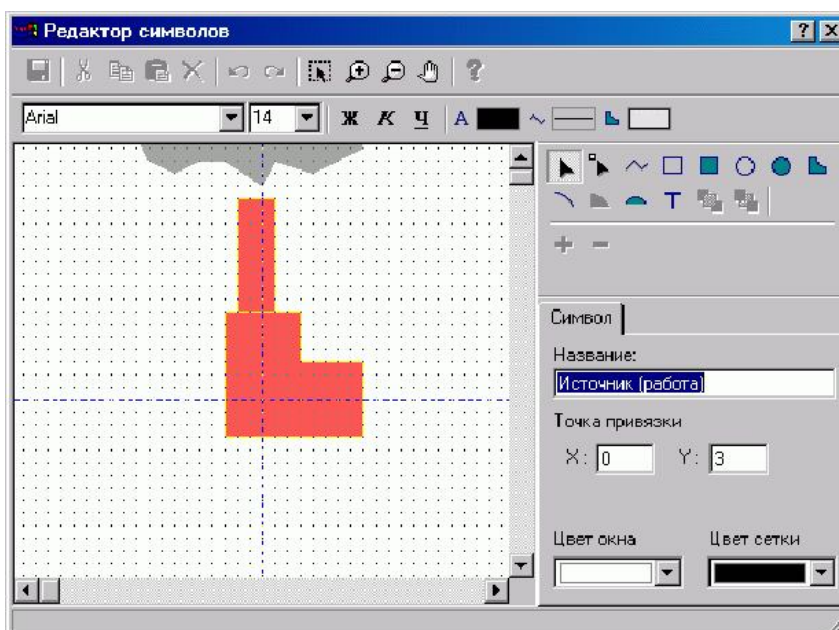 Редактор символов
Arial 14 Ж К Ч A
T
Символ
Название:
Источник (работа)
Точка привязки
X: 0 Y: 3
Цвет окна Цвет сетки